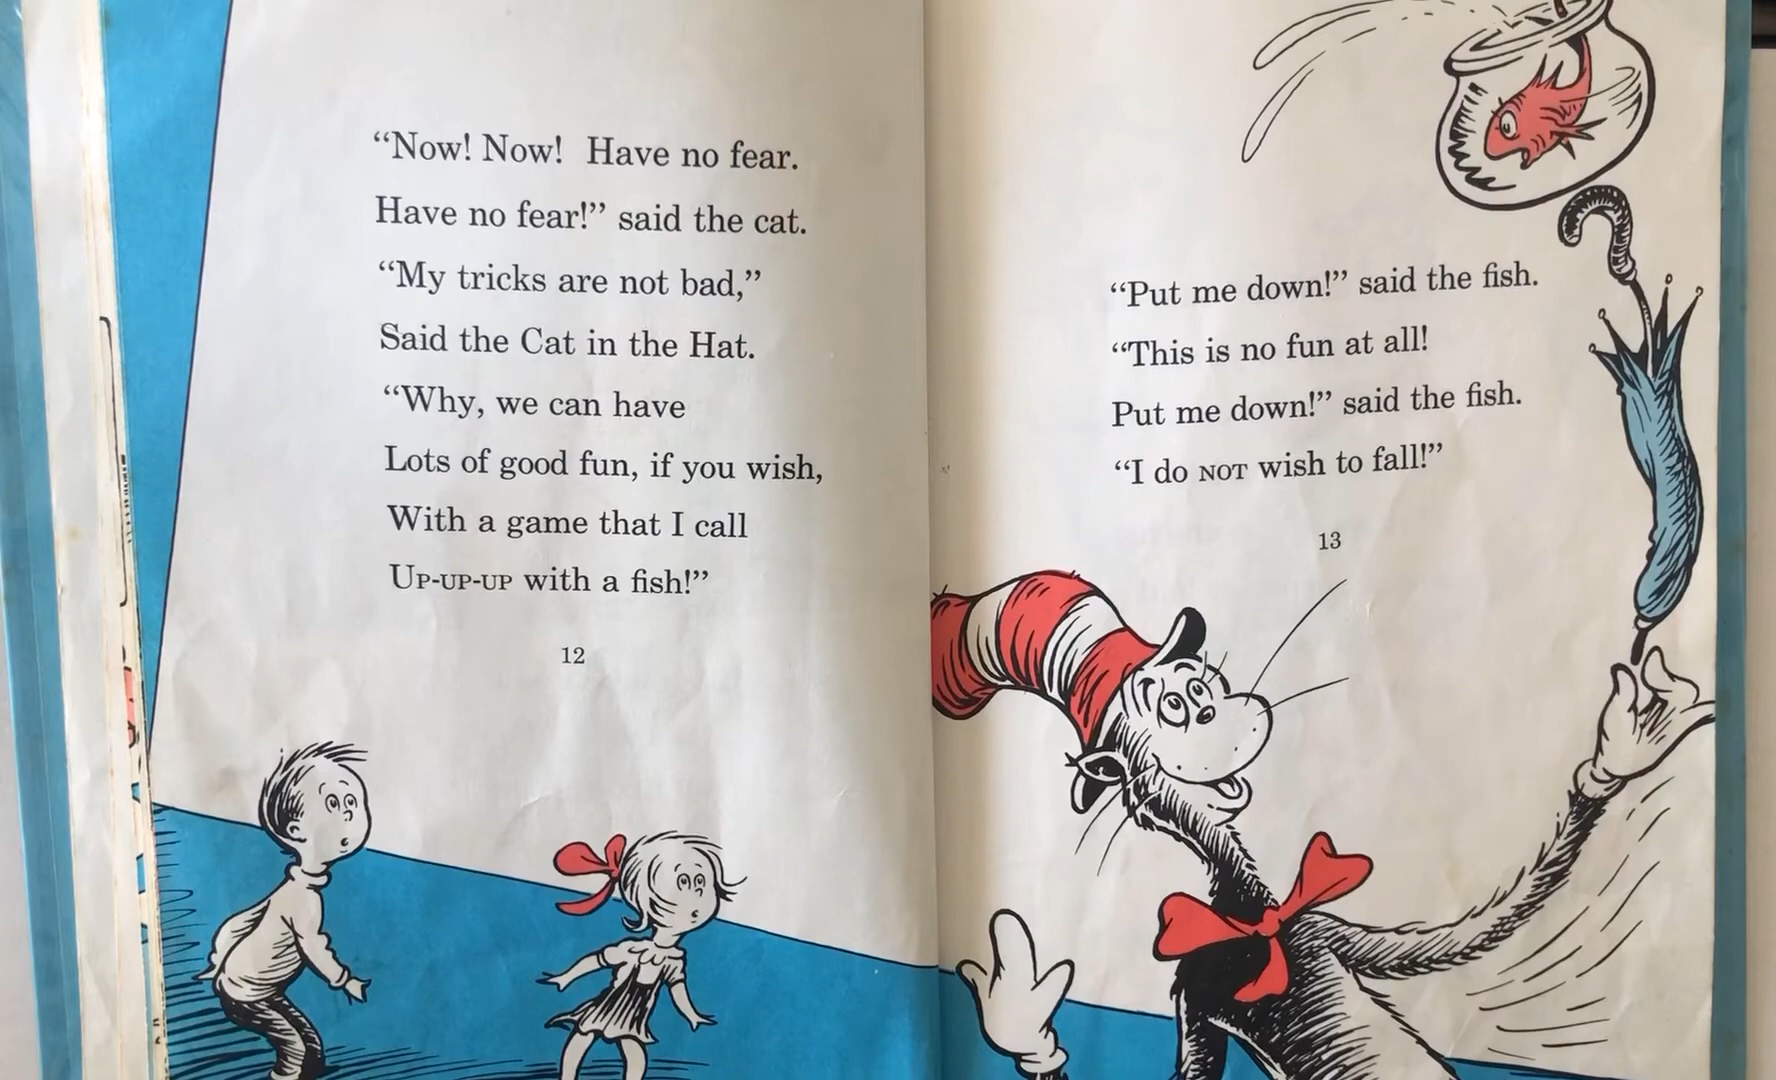 “Now! Now! Have no fear.
Have no fear!” said the cat.
“My tricks are not bad,”
Said the Cat in the Hat.
“Why, we can have
Lots of good fun, if you wish,
With a game that I call
UP-UP-UP with a fish!”
12
“Put me down!” said the fish.
“This is no fun at all!
Put me down!” said the fish.
“I do NOT wish to fall!”
13